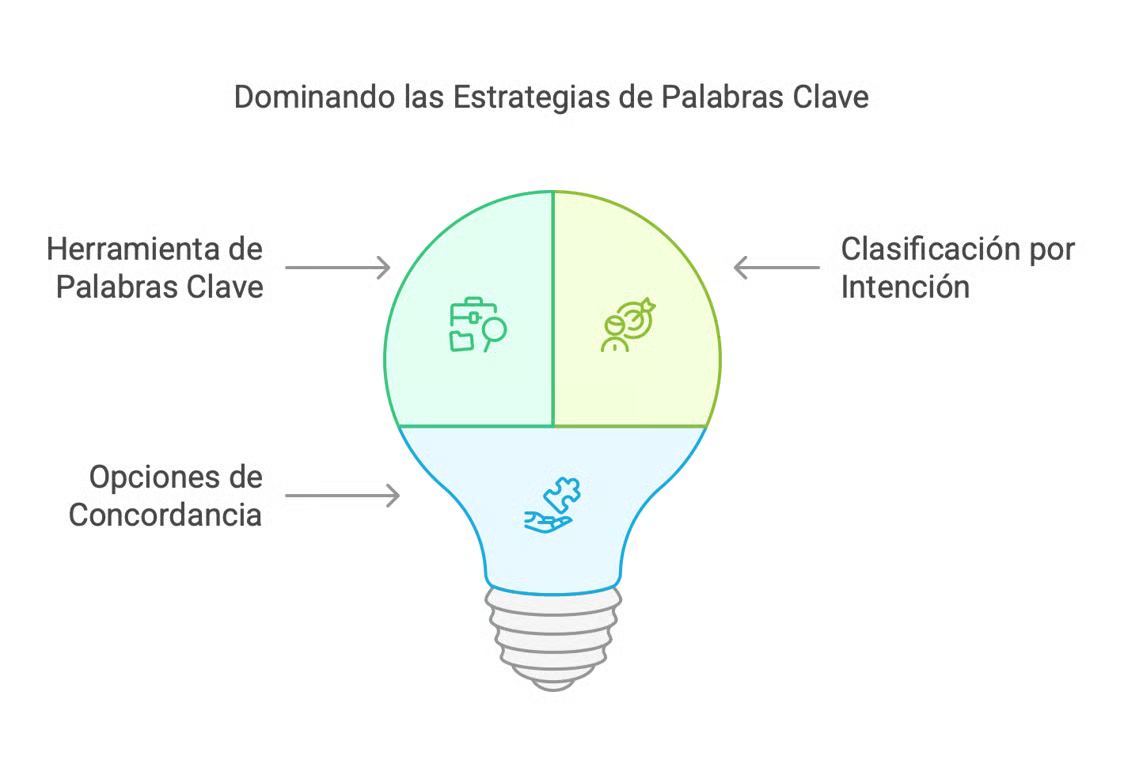 Dominando las Estrategias de Palabras Clave
Herramienta de
Palabras Clave
Clasificación por
Intención
Opciones de
Concordancia